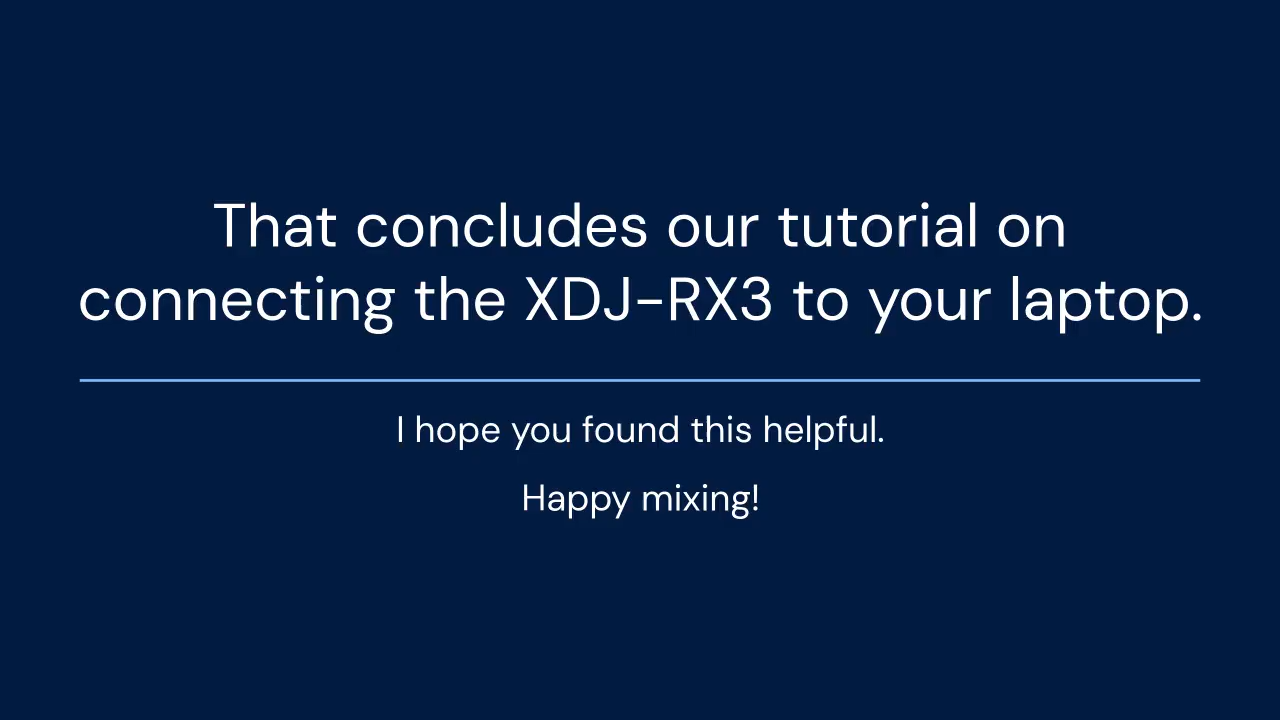 That concludes our tutorial on
connecting the XDJ-RX3 to your laptop.
I hope you found this helpful.
Happy mixing!